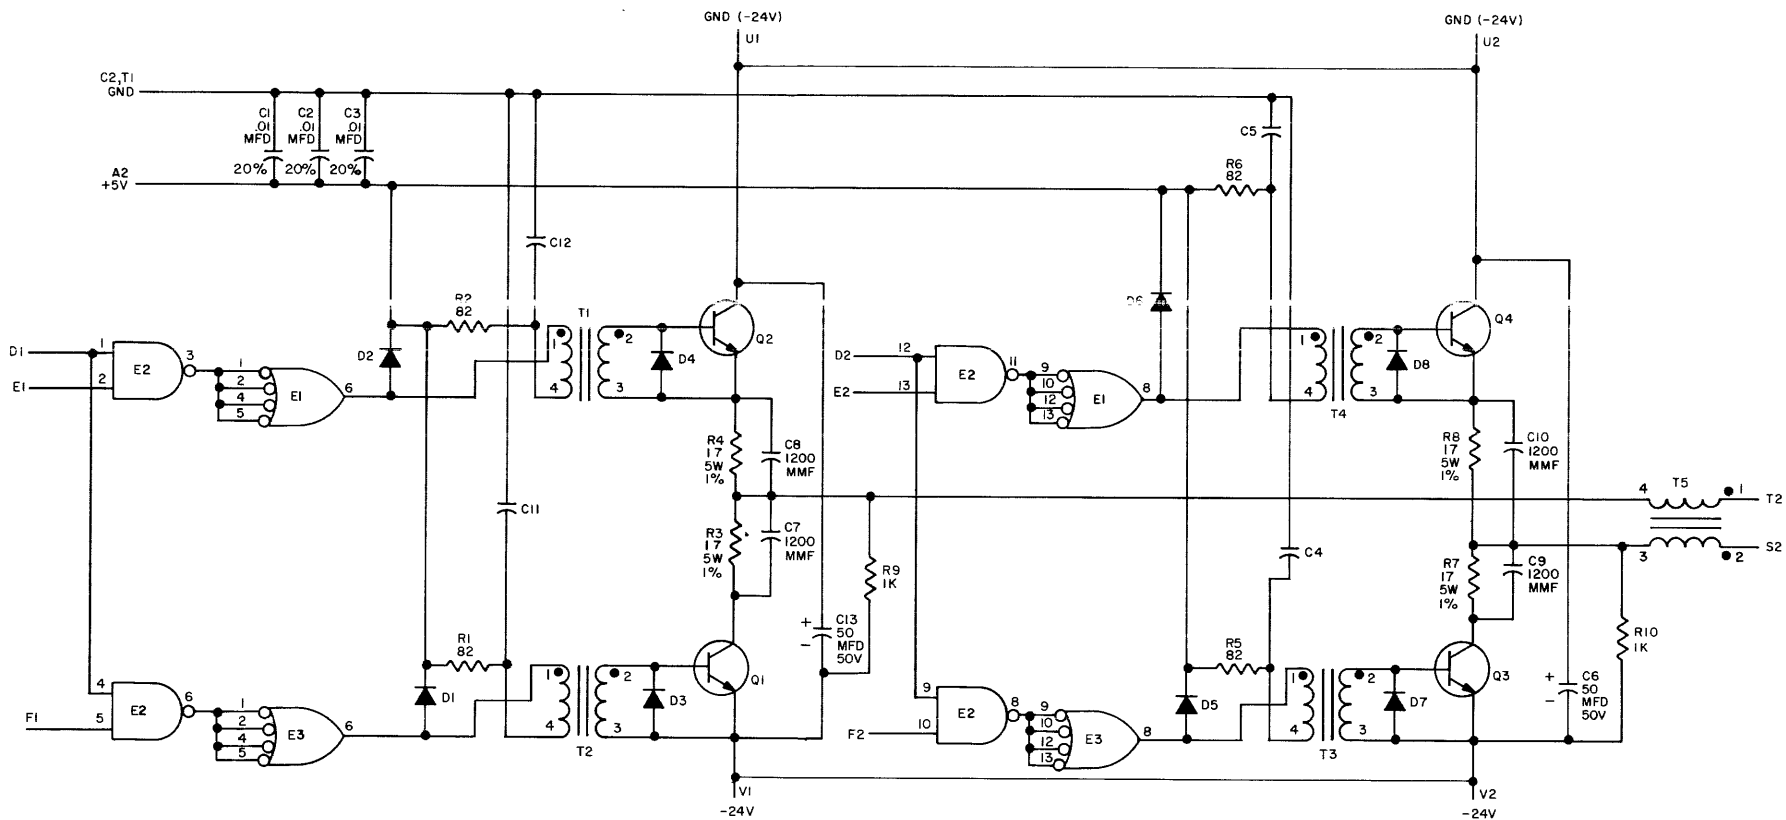 GND (-24V)
U1
GND (-24V)
U2
C2,T1
GND
C1
.01
MFD
20%
C2
.01
MFD
20%
C3
.01
MFD
20%
A2
+5V
C5
R6
82
C12
R2
82
T1
1
4
2
3
D2
D4
Q2
D1
E1
1
2
E2
3
1
2
4
5
E1
6
D6
D2
E2
12
13
E2
11
9
10
12
13
E1
8
1
4
2
3
T4
D8
Q4
R4
17
5W
1%
C8
1200
MMF
R8
17
5W
1%
C10
1200
MMF
C11
R3
17
5W
1%
C7
1200
MMF
R9
1K
C4
4
T5
1
T2
3
2
S2
R7
17
5W
1%
C9
1200
MMF
R1
82
D1
1
4
2
3
T2
D3
Q1
+
-
C13
50
MFD
50V
R5
82
D5
1
4
2
3
T3
D7
Q3
+
-
C6
50
MFD
50V
R10
1K
F1
4
5
E2
6
1
2
4
5
E3
6
F2
9
10
E2
8
9
10
12
13
E3
8
V1
-24V
V2
-24V